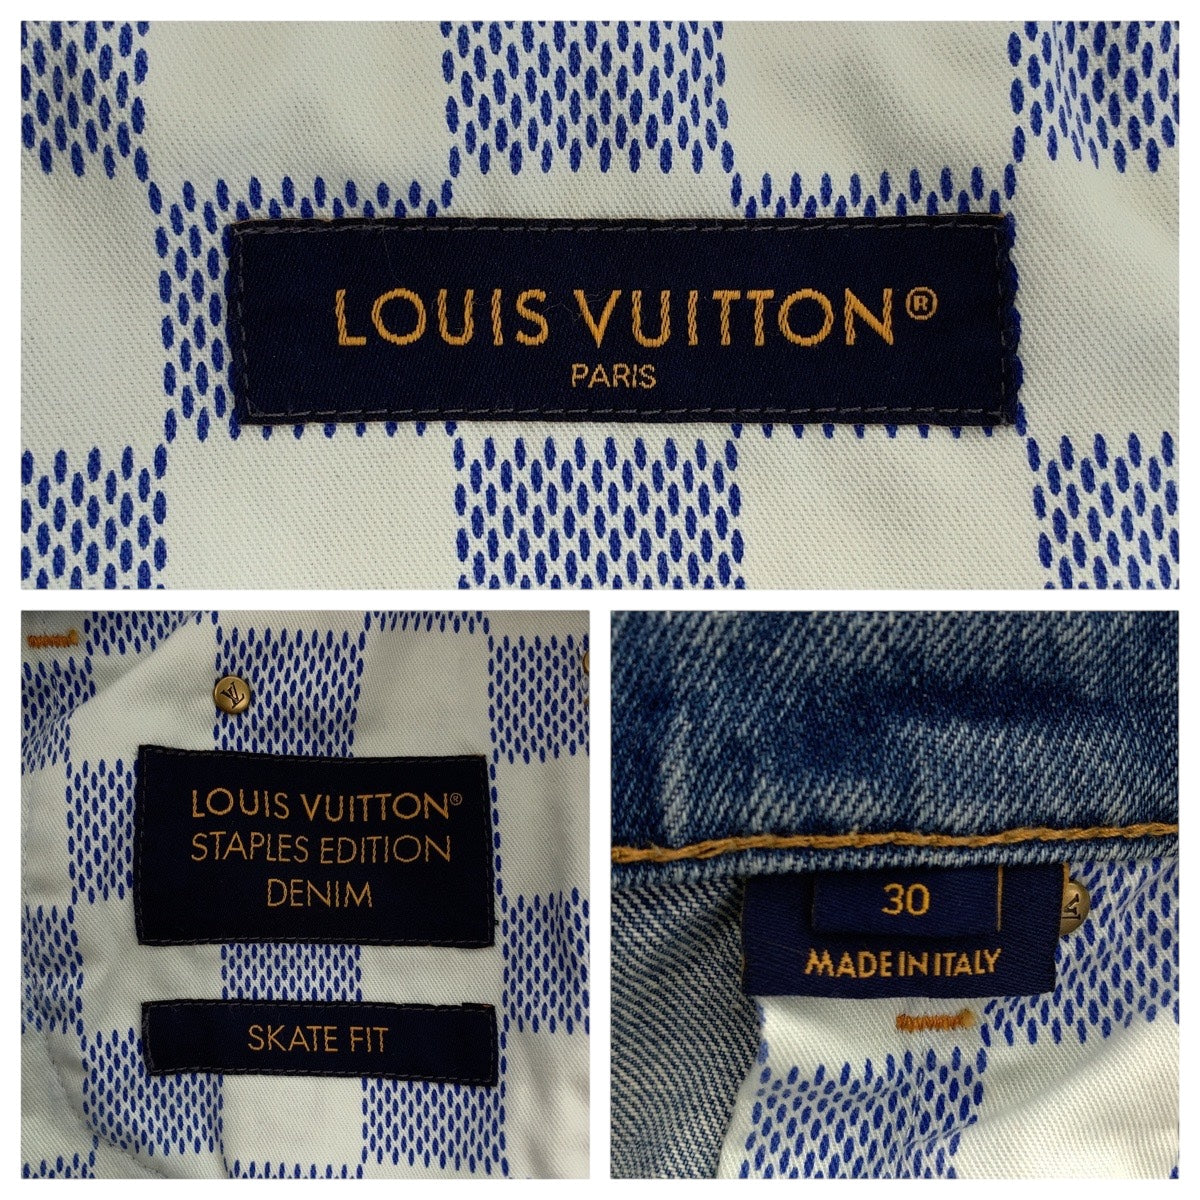 LOUIS VUITTON®
PARIS
LOUIS VUITTON®
STAPLES EDITION
DENIM
SKATE FIT
30
MADE IN ITALY